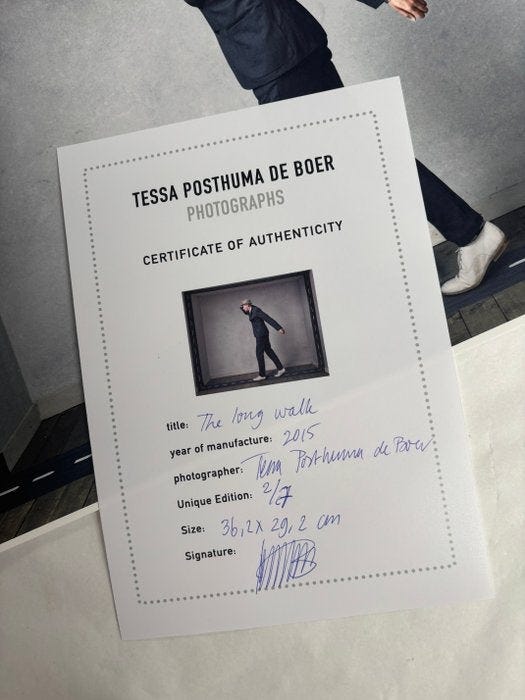 TESSA POSTHUMA DE BOER
PHOTOGRAPHS
CERTIFICATE OF AUTHENTICITY
title: The long walk
year of manufacture: 2015
photographer: Tessa Posthuma de Boer
Unique Edition: 2/7
Size: 36,2 x 29,2 cm
Signature: